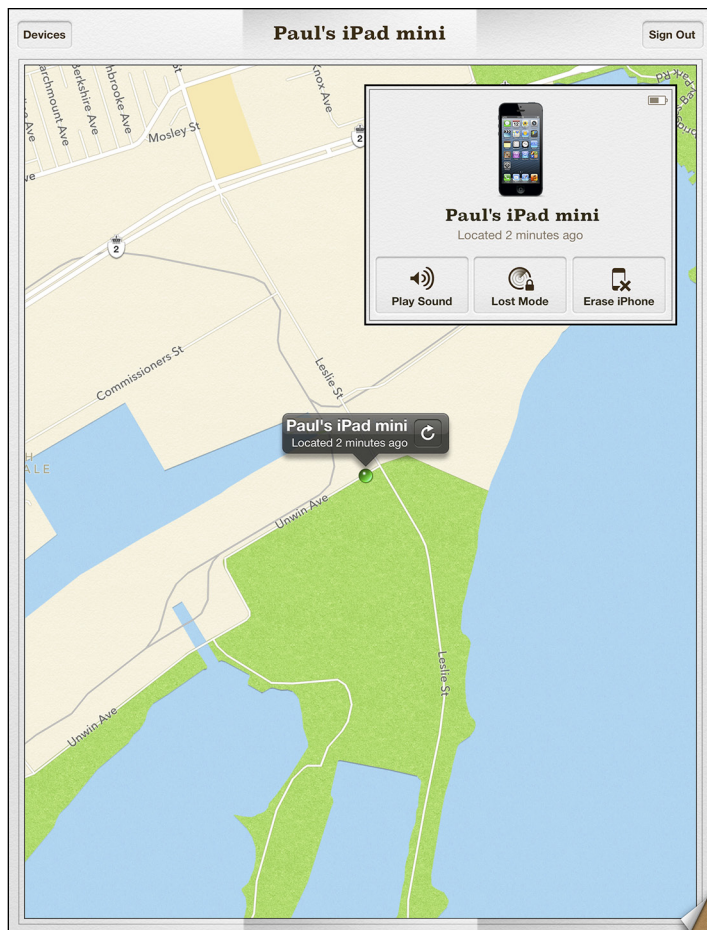 Devices
Paul's iPad mini
Sign Out
Knox Ave
Berkshire Ave
Mosley St
2
2
Paul's iPad mini
Located 2 minutes ago
Play Sound
Lost Mode
Erase iPhone
Commissioners St
Leslie St
Paul's iPad mini
Located 2 minutes ago
Unwin Ave
Leslie St
Unwin Ave